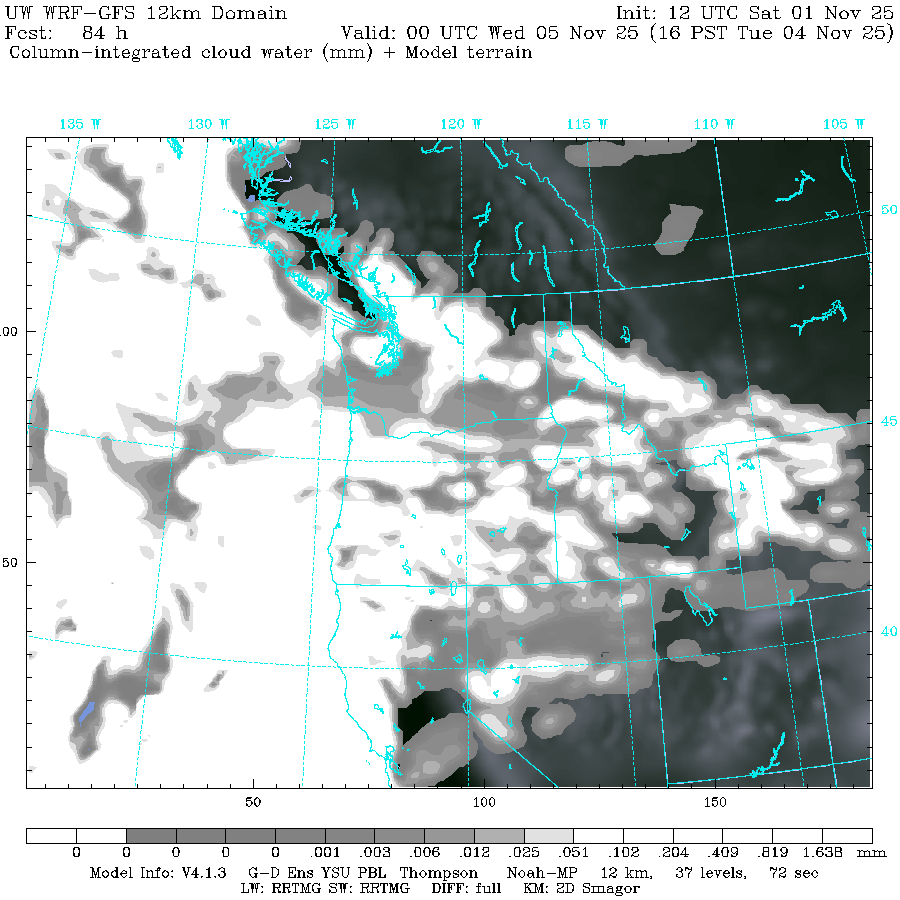 UW WRF-GFS 12km Domain Init: 12 UTC Sat 01 Nov 25
Fcst: 84 h Valid: 00 UTC Wed 05 Nov 25 (16 PST Tue 04 Nov 25)
Column-integrated cloud water (mm) + Model terrain
135 W 130 W 125 W 120 W 115 W 110 W 105 W
50
00
45
50
40
50 100 150
0 0 0 0 .001 .003 .006 .012 .025 .051 .102 .204 .409 .819 1.638 mm
Model Info: V4.1.3 G-D Ens YSU PBL Thompson Noah-MP 12 km, 37 levels, 72 sec
LW: RRTMG SW: RRTMG DIFF: full KM: 2D Smagor